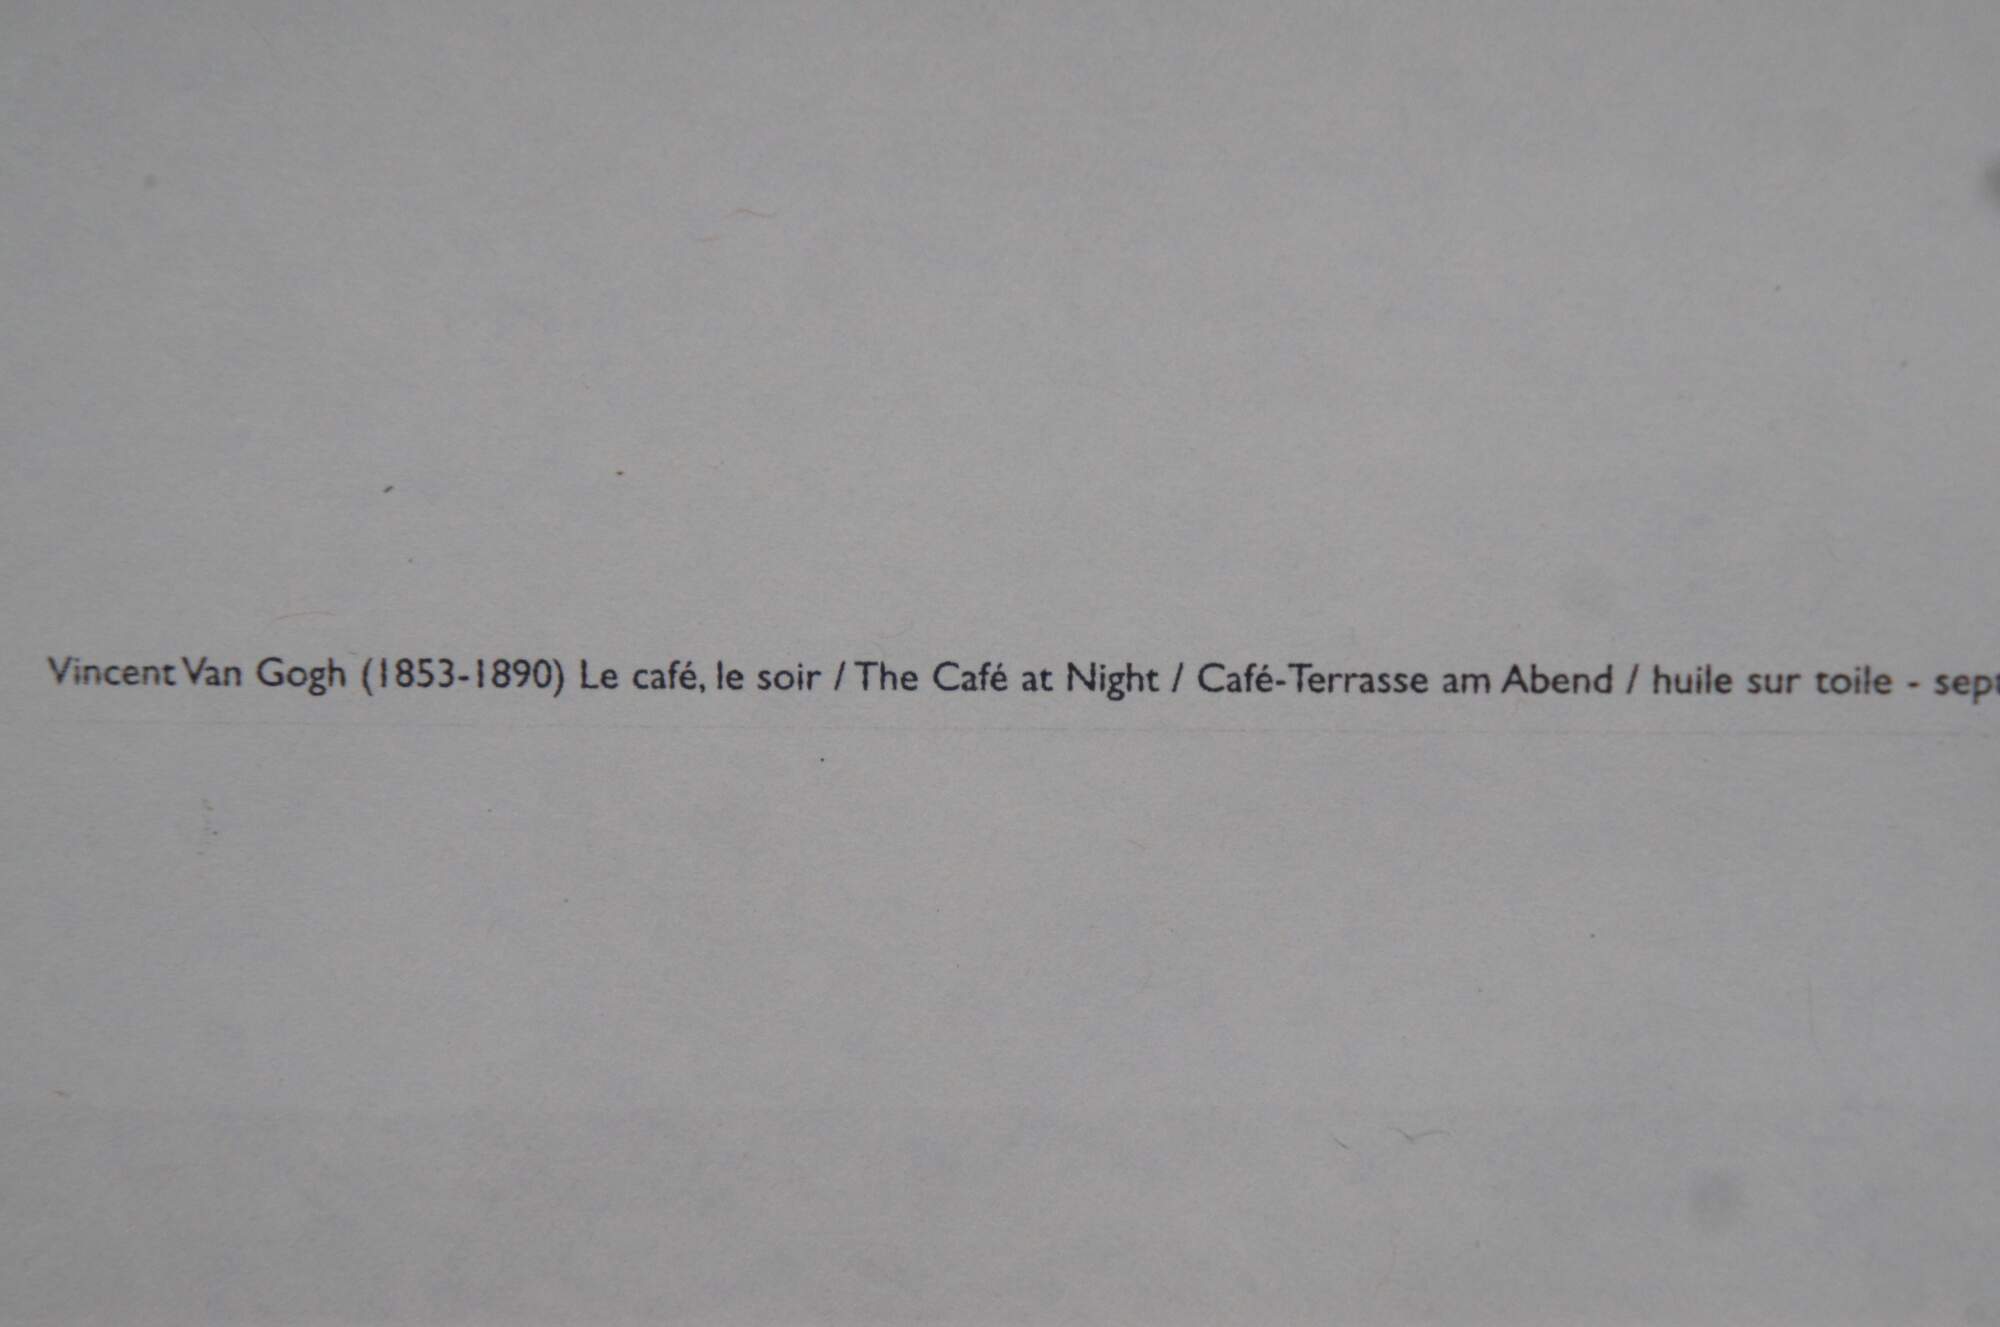 Vincent Van Gogh (1853-1890) Le café, le soir / The Café at Night / Café-Terrasse am Abend / huile sur toile - sept